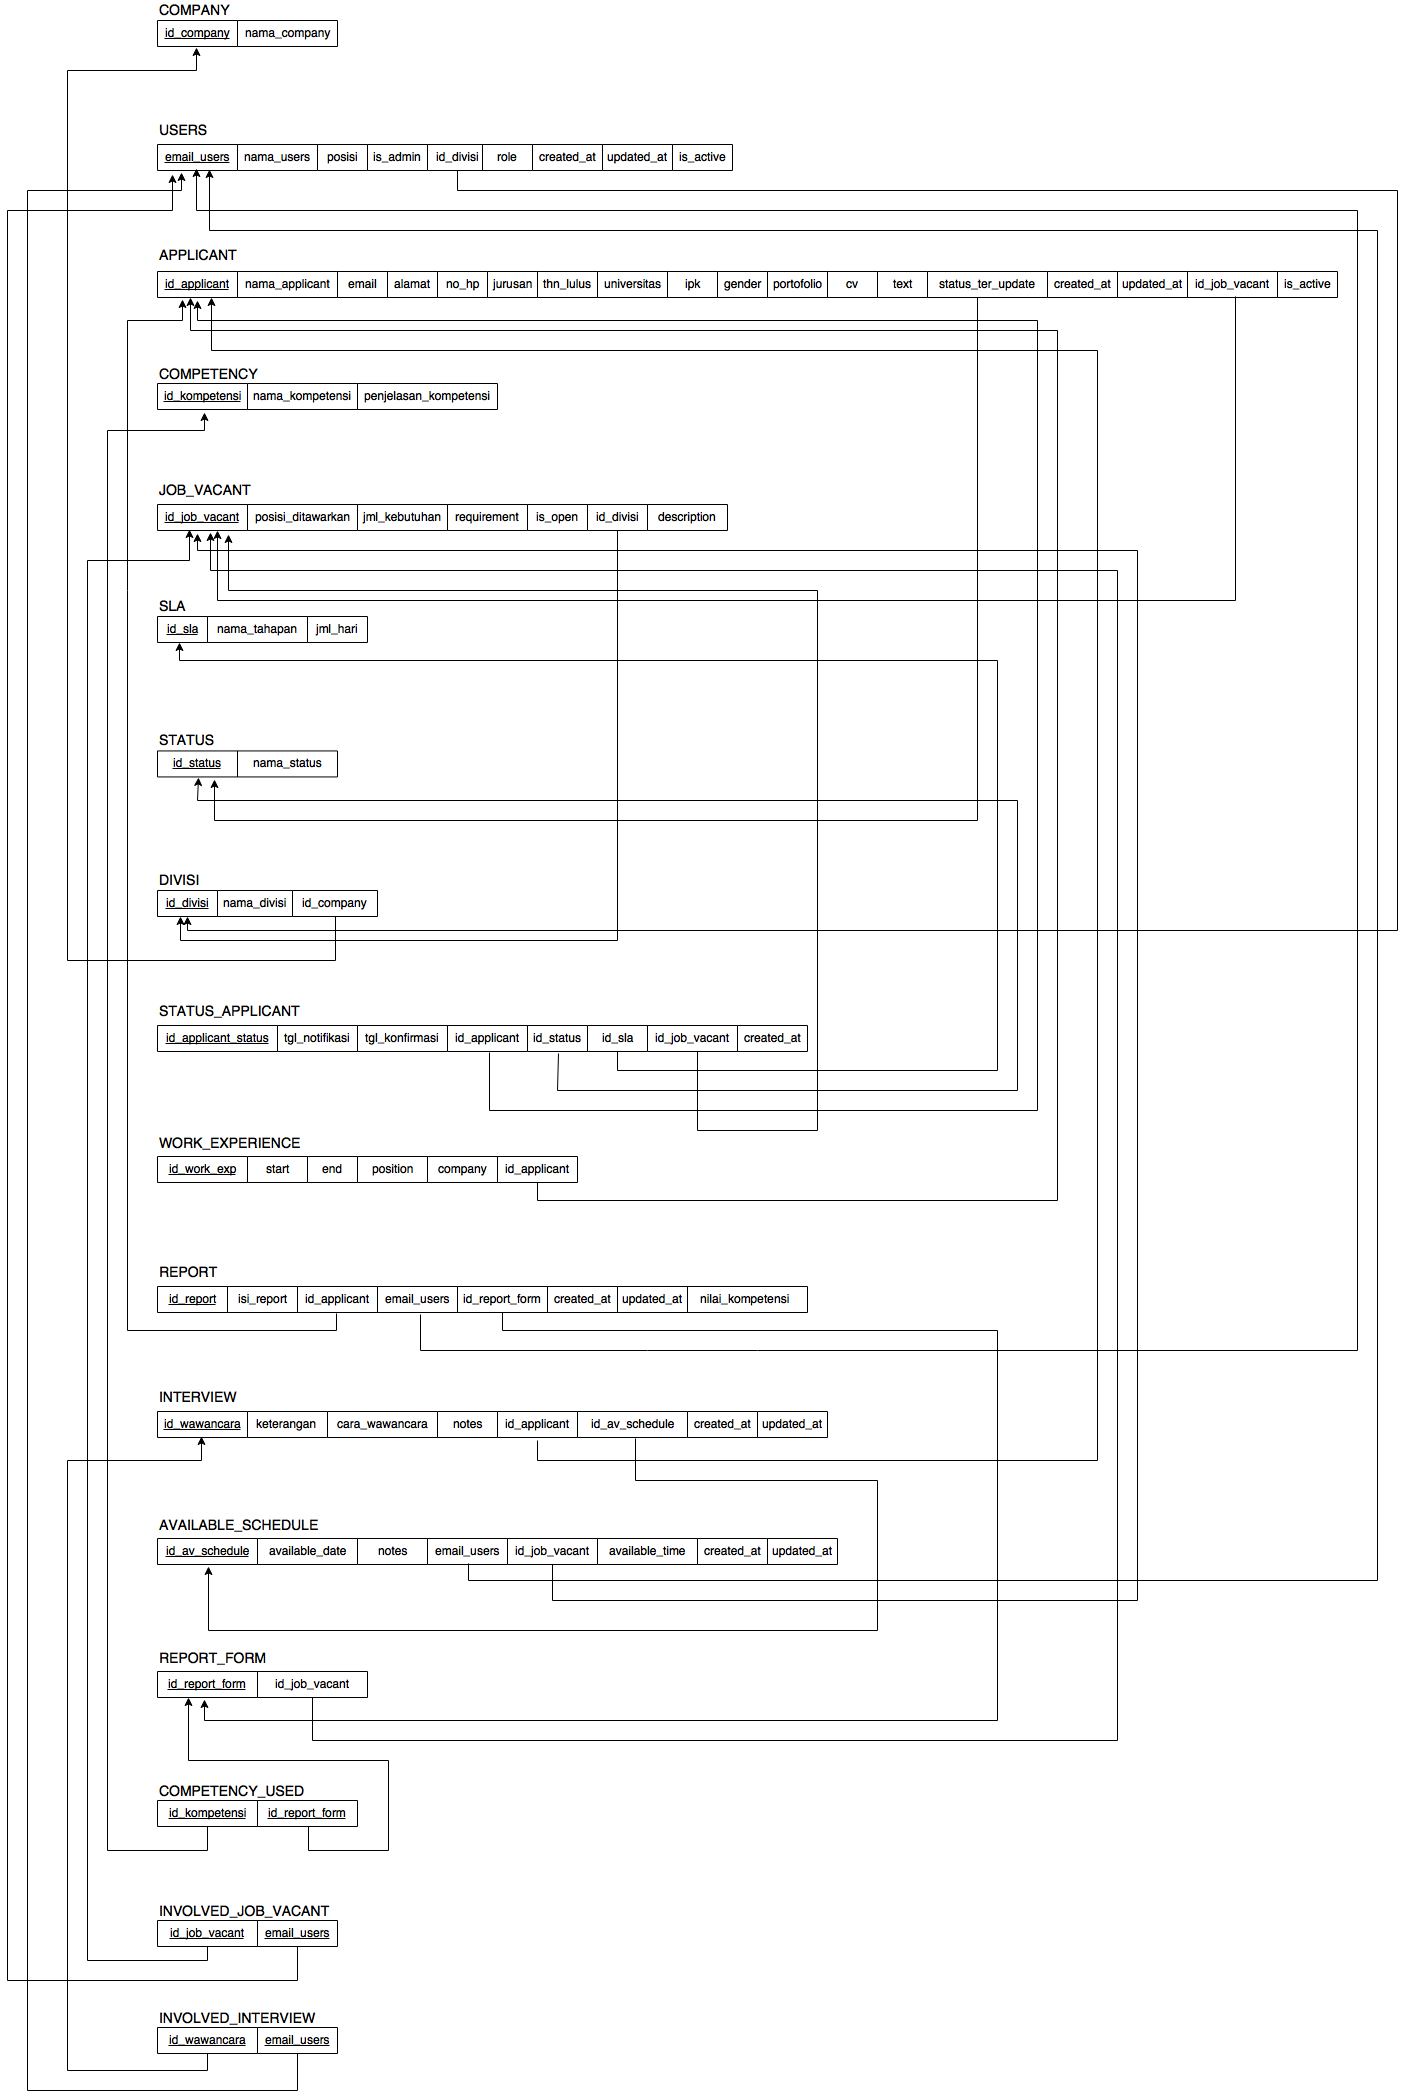 COMPANY
id_company nama_company
USERS
email_users nama_users posisi is_admin id_divisi role created_at updated_at is_active
APPLICANT
id_applicant nama_applicant email alamat no_hp jurusan thn_lulus universitas ipk gender portofolio cv text status_ter_update created_at updated_at id_job_vacant is_active
COMPETENCY
id_kompetensi nama_kompetensi penjelasan_kompetensi
JOB_VACANT
id_job_vacant posisi_ditawarkan jml_kebutuhan requirement is_open id_divisi description
SLA
id_sla nama_tahapan jml_hari
STATUS
id_status nama_status
DIVISI
id_divisi nama_divisi id_company
STATUS_APPLICANT
id_applicant_status tgl_notifikasi tgl_konfirmasi id_applicant id_status id_sla id_job_vacant created_at
WORK_EXPERIENCE
id_work_exp start end position company id_applicant
REPORT
id_report isi_report id_applicant email_users id_report_form created_at updated_at nilai_kompetensi
INTERVIEW
id_wawancara keterangan cara_wawancara notes id_applicant id_av_schedule created_at updated_at
AVAILABLE_SCHEDULE
id_av_schedule available_date notes email_users id_job_vacant available_time created_at updated_at
REPORT_FORM
id_report_form id_job_vacant
COMPETENCY_USED
id_kompetensi id_report_form
INVOLVED_JOB_VACANT
id_job_vacant email_users
INVOLVED_INTERVIEW
id_wawancara email_users